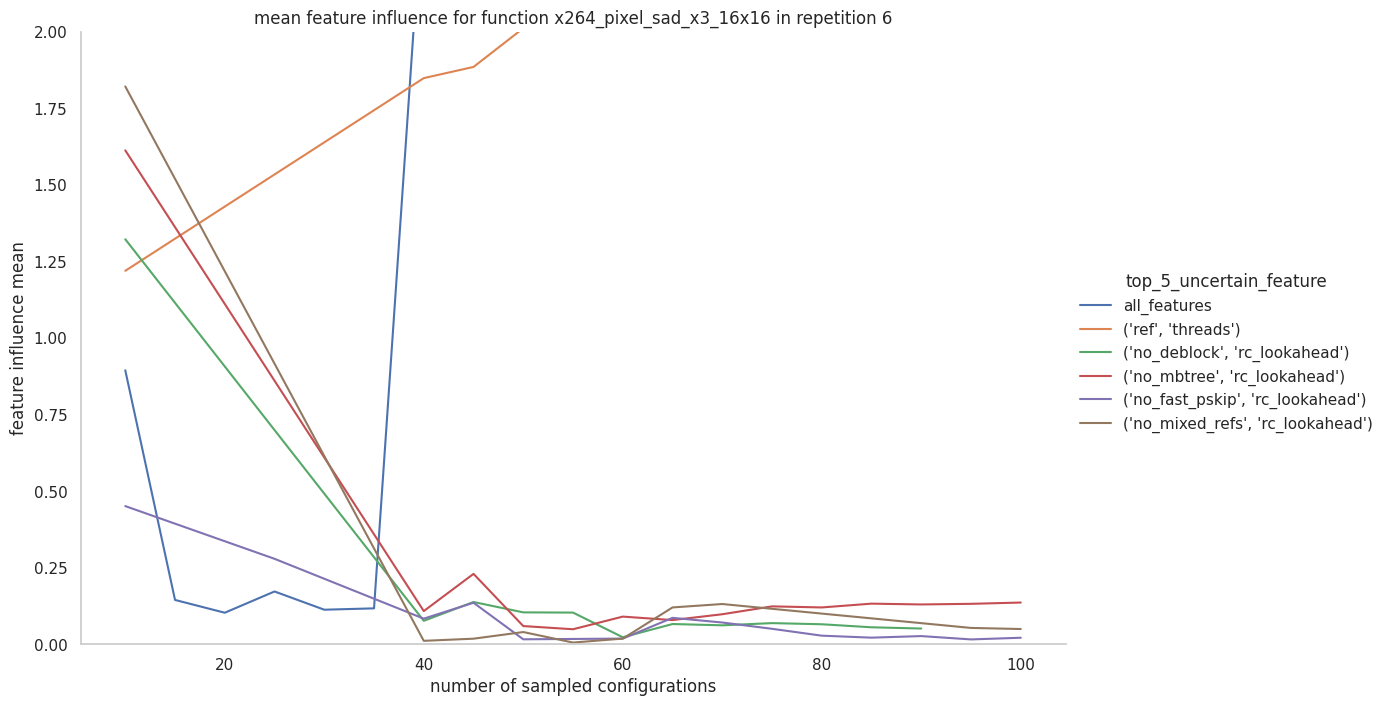 mean feature influence for function x264_pixel_sad_x3_16x16 in repetition 6
2.00
1.75
1.50
1.25
1.00
0.75
0.50
0.25
0.00
feature influence mean
20
40
60
80
100
number of sampled configurations
top_5_uncertain_feature
all_features
('ref', 'threads')
('no_deblock', 'rc_lookahead')
('no_mbtree', 'rc_lookahead')
('no_fast_pskip', 'rc_lookahead')
('no_mixed_refs', 'rc_lookahead')